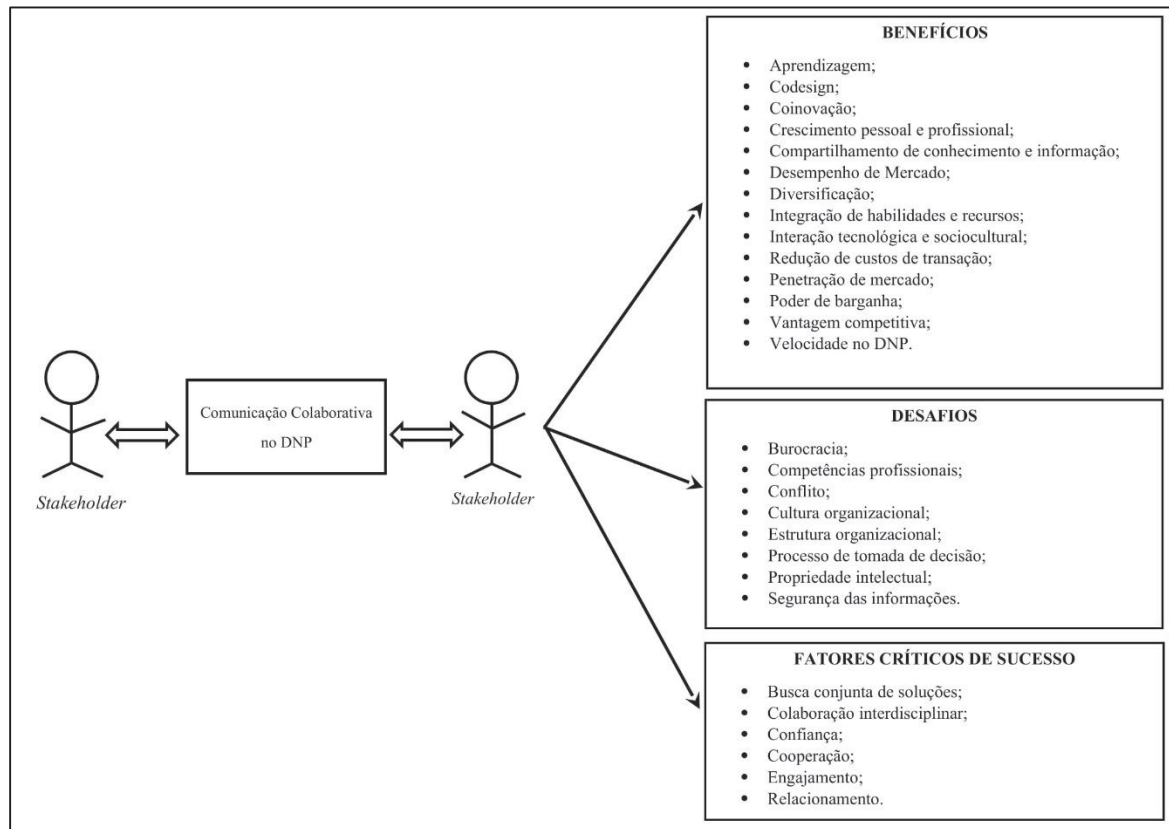 BENEFÍCIOS
• Aprendizagem;
• Codesign;
• Coinovação;
• Crescimento pessoal e profissional;
• Compartilhamento de conhecimento e informação;
• Desempenho de Mercado;
• Diversificação;
• Integração de habilidades e recursos;
• Interação tecnológica e sociocultural;
• Redução de custos de transação;
• Penetração de mercado;
• Poder de barganha;
• Vantagem competitiva;
• Velocidade no DNP.
Comunicação Colaborativa
no DNP
Stakeholder
Stakeholder
DESAFIOS
• Burocracia;
• Competências profissionais;
• Conflito;
• Cultura organizacional;
• Estrutura organizacional;
• Processo de tomada de decisão;
• Propriedade intelectual;
• Segurança das informações.
FATORES CRÍTICOS DE SUCESSO
• Busca conjunta de soluções;
• Colaboração interdisciplinar;
• Confiança;
• Cooperação;
• Engajamento;
• Relacionamento.